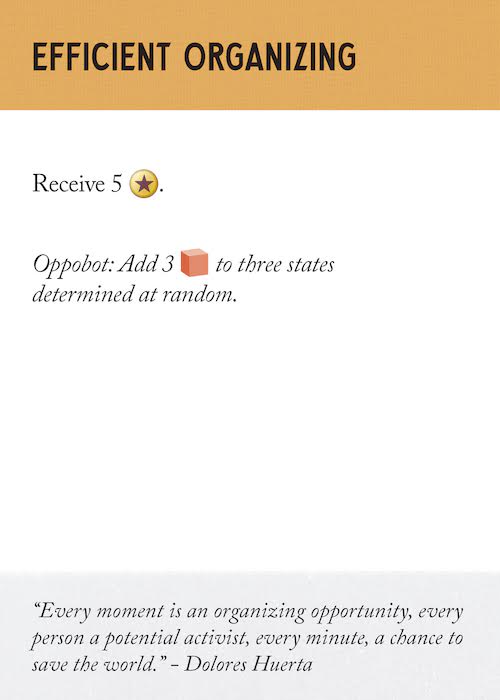 EFFICIENT ORGANIZING
Receive 5 .
Oppobot: Add 3 to three states
determined at random.
“Every moment is an organizing opportunity, every
person a potential activist, every minute, a chance to
save the world.” – Dolores Huerta